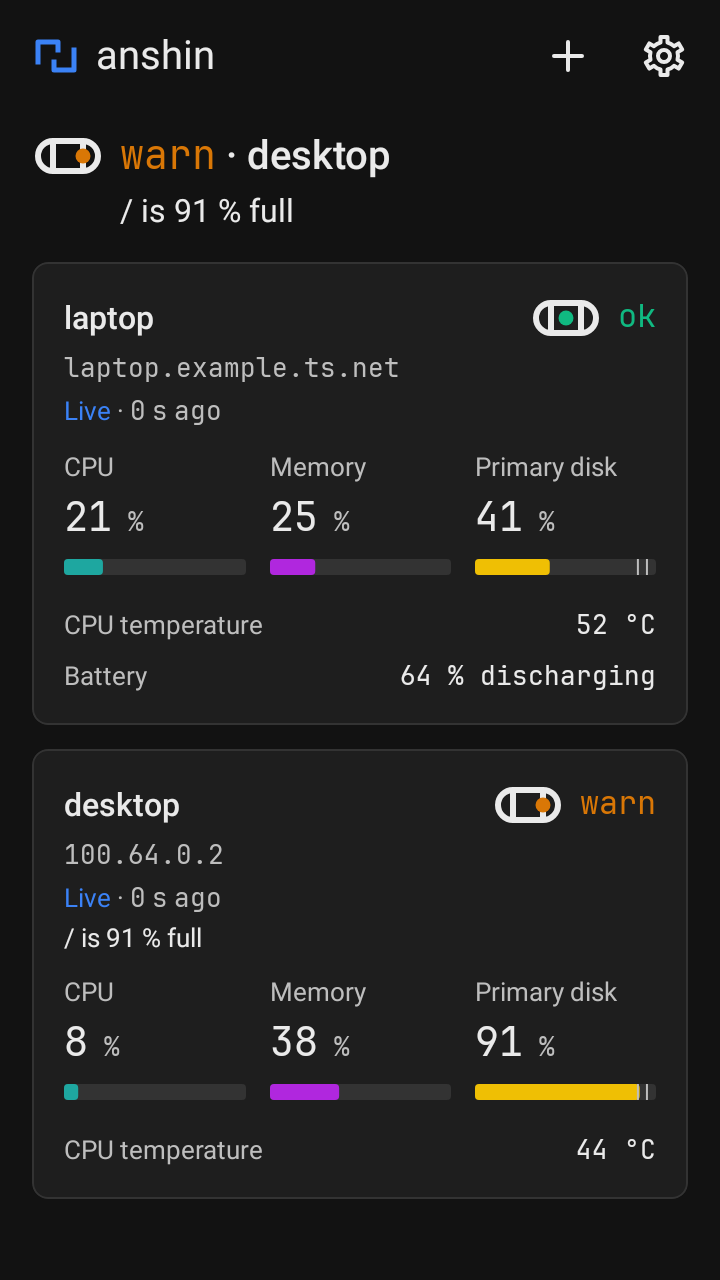 anshin
warn · desktop
/ is 91 % full
laptop ok
laptop.example.ts.net
Live · 0 s ago
CPU Memory Primary disk
21 % 25 % 41 %
CPU temperature 52 °C
Battery 64 % discharging
desktop warn
100.64.0.2
Live · 0 s ago
/ is 91 % full
CPU Memory Primary disk
8 % 38 % 91 %
CPU temperature 44 °C